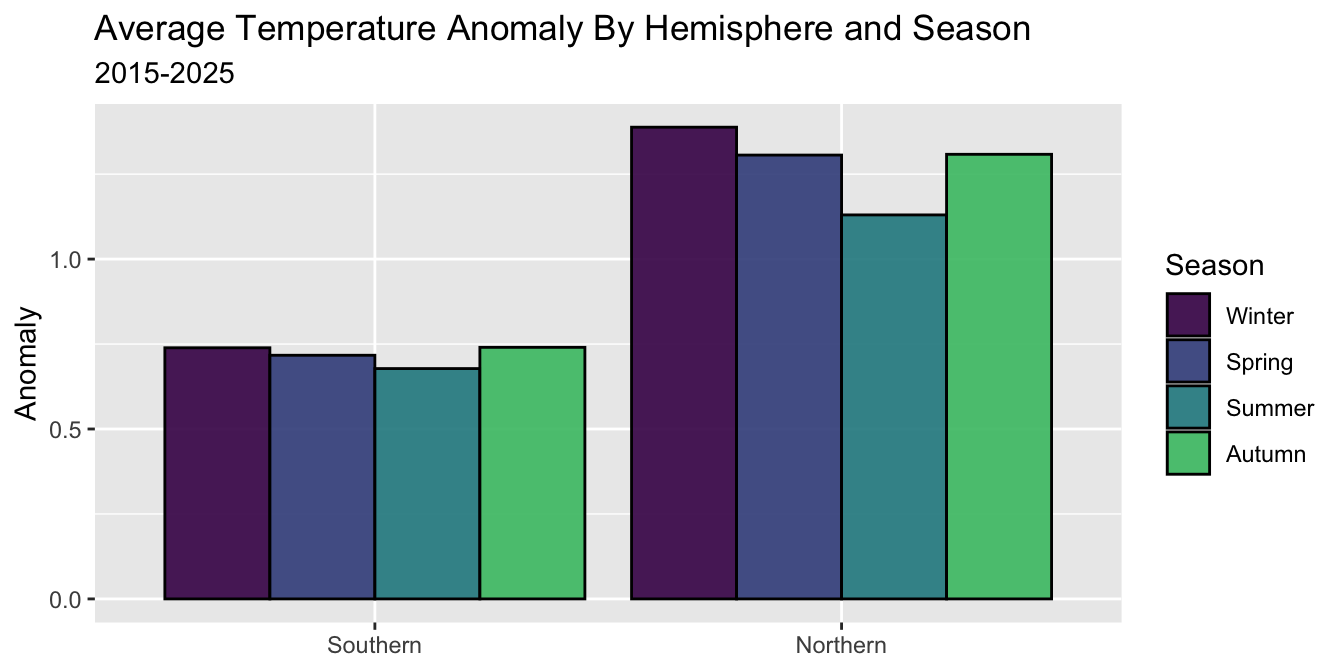 Average Temperature Anomaly By Hemisphere and Season
2015-2025
Anomaly
1.0
0.5
0.0
Southern
Northern
Season
Winter
Spring
Summer
Autumn